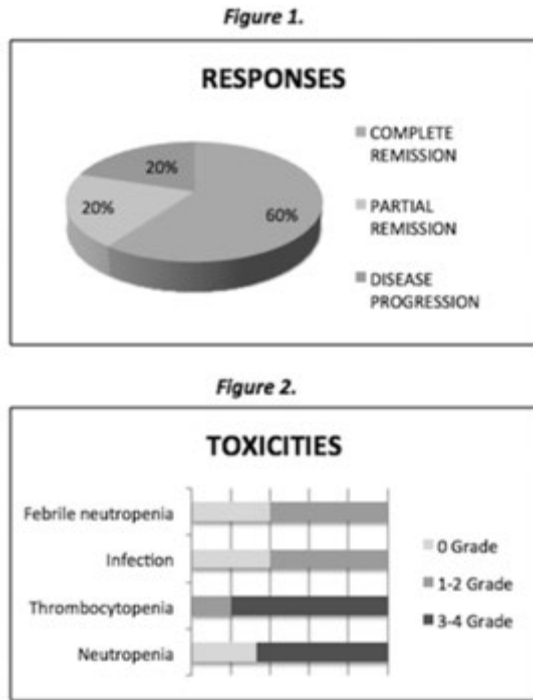 Figure 1.
RESPONSES
20%
20%
60%
COMPLETE
REMISSION
PARTIAL
REMISSION
DISEASE
PROGRESSION
Figure 2.
TOXICITIES
Febrile neutropenia
Infection
Thrombocytopenia
Neutropenia
0 Grade
1-2 Grade
3-4 Grade